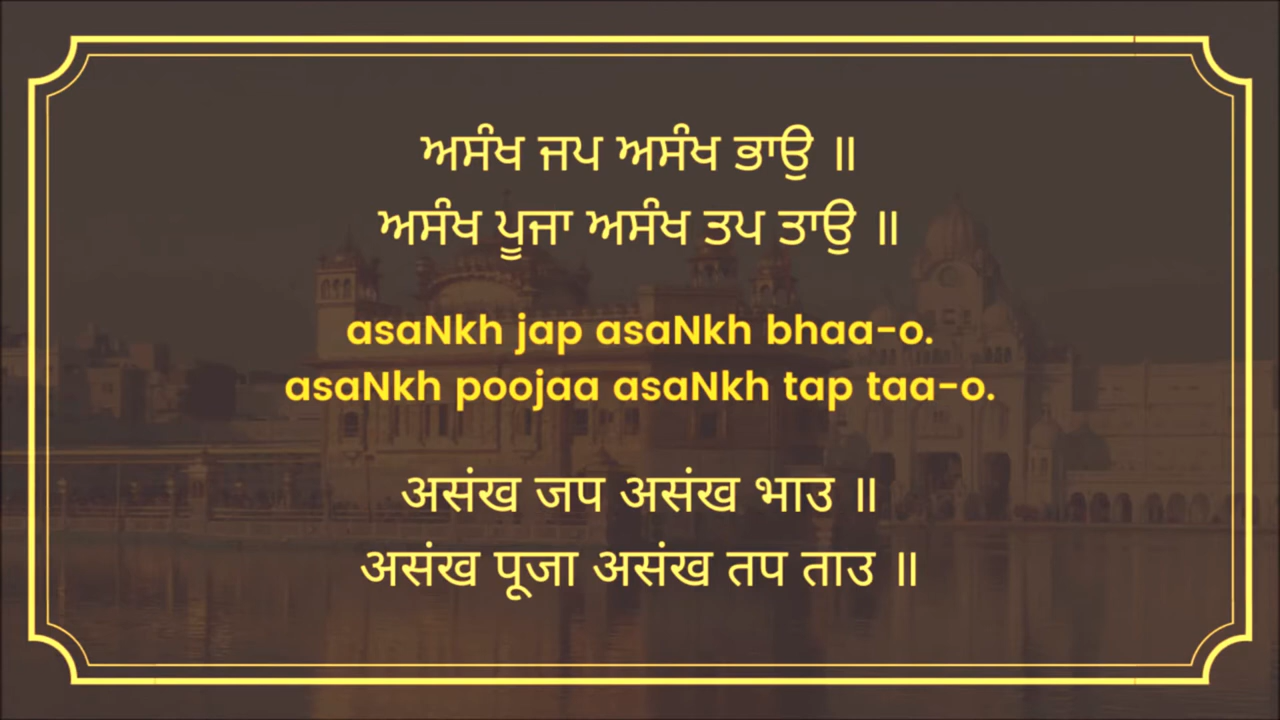 ਅਸੰਖ ਜਪ ਅਸੰਖ ਭਾਉ ॥
ਅਸੰਖ ਪੂਜਾ ਅਸੰਖ ਤਪ ਤਾਉ ॥
asaNkh jap asaNkh bhaa-o.
asaNkh poojaa asaNkh tap taa-o.
असंख जप असंख भाउ ॥
असंख पूजा असंख तप ताउ ॥